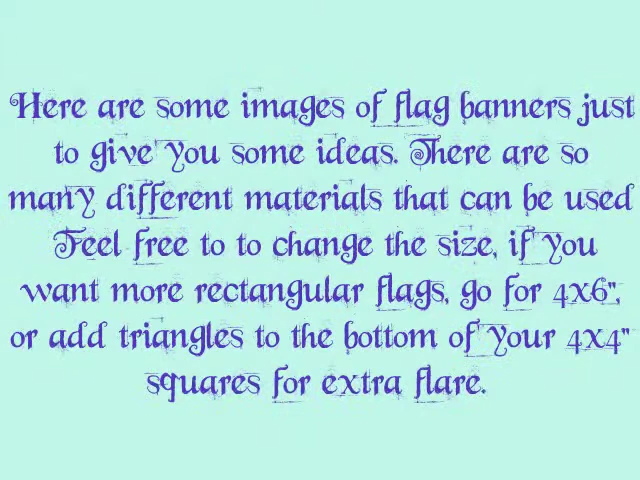 Here are some images of flag banners just
to give you some ideas. There are so
many different materials that can be used
Feel free to to change the size, if you
want more rectangular flags, go for 4x6",
or add triangles to the bottom of your 4x4"
squares for extra flare.